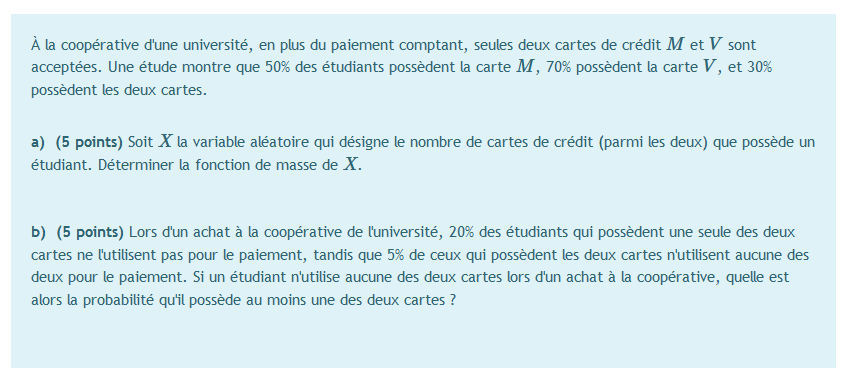 À la coopérative d'une université, en plus du paiement comptant, seules deux cartes de crédit M et V sont
acceptées. Une étude montre que 50% des étudiants possèdent la carte M, 70% possèdent la carte V, et 30%
possèdent les deux cartes.
a) (5 points) Soit X la variable aléatoire qui désigne le nombre de cartes de crédit (parmi les deux) que possède un
étudiant. Déterminer la fonction de masse de X.
b) (5 points) Lors d'un achat à la coopérative de l'université, 20% des étudiants qui possèdent une seule des deux
cartes ne l'utilisent pas pour le paiement, tandis que 5% de ceux qui possèdent les deux cartes n'utilisent aucune des
deux pour le paiement. Si un étudiant n'utilise aucune des deux cartes lors d'un achat à la coopérative, quelle est
alors la probabilité qu'il possède au moins une des deux cartes ?